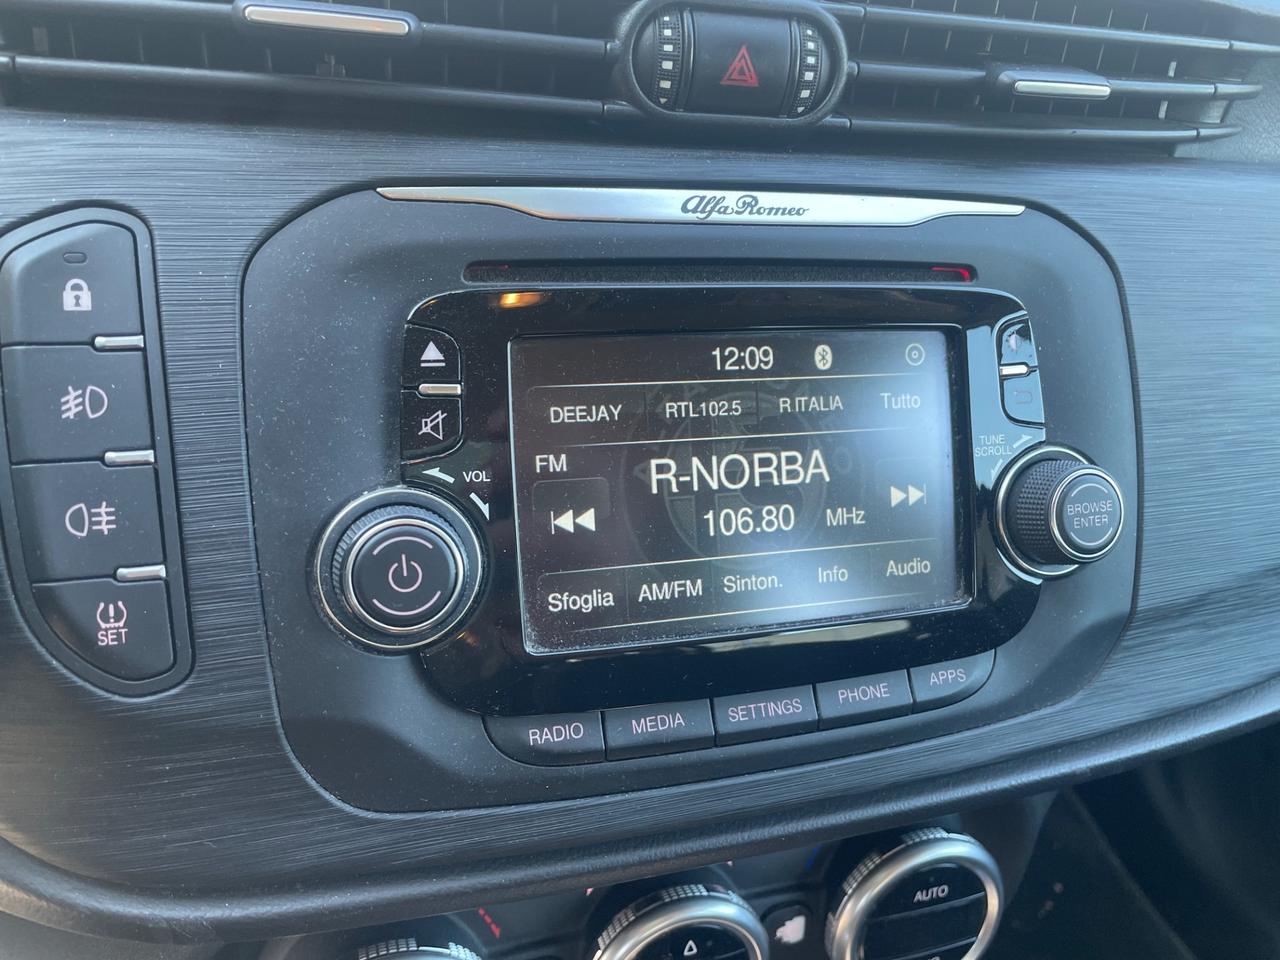 Alfa Romeo
12:09
DEEJAY RTL102.5 R.ITALIA Tutto
FM
R-NORBA
106.80 MHz
Sfoglia AM/FM Sinton. Info Audio
VOL
TUNE
SCROLL
BROWSE
ENTER
SET
RADIO MEDIA SETTINGS PHONE APPS
AUTO